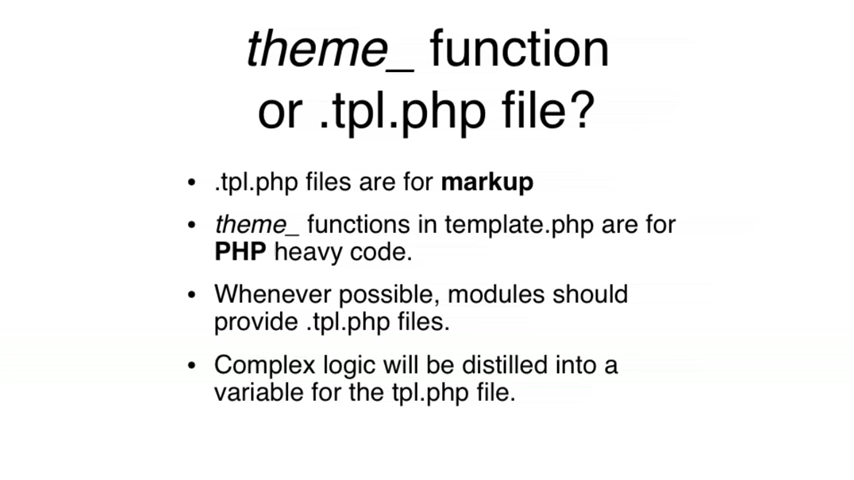 theme_ function
or .tpl.php file?
• .tpl.php files are for markup
• theme_ functions in template.php are for
PHP heavy code.
• Whenever possible, modules should
provide .tpl.php files.
• Complex logic will be distilled into a
variable for the tpl.php file.